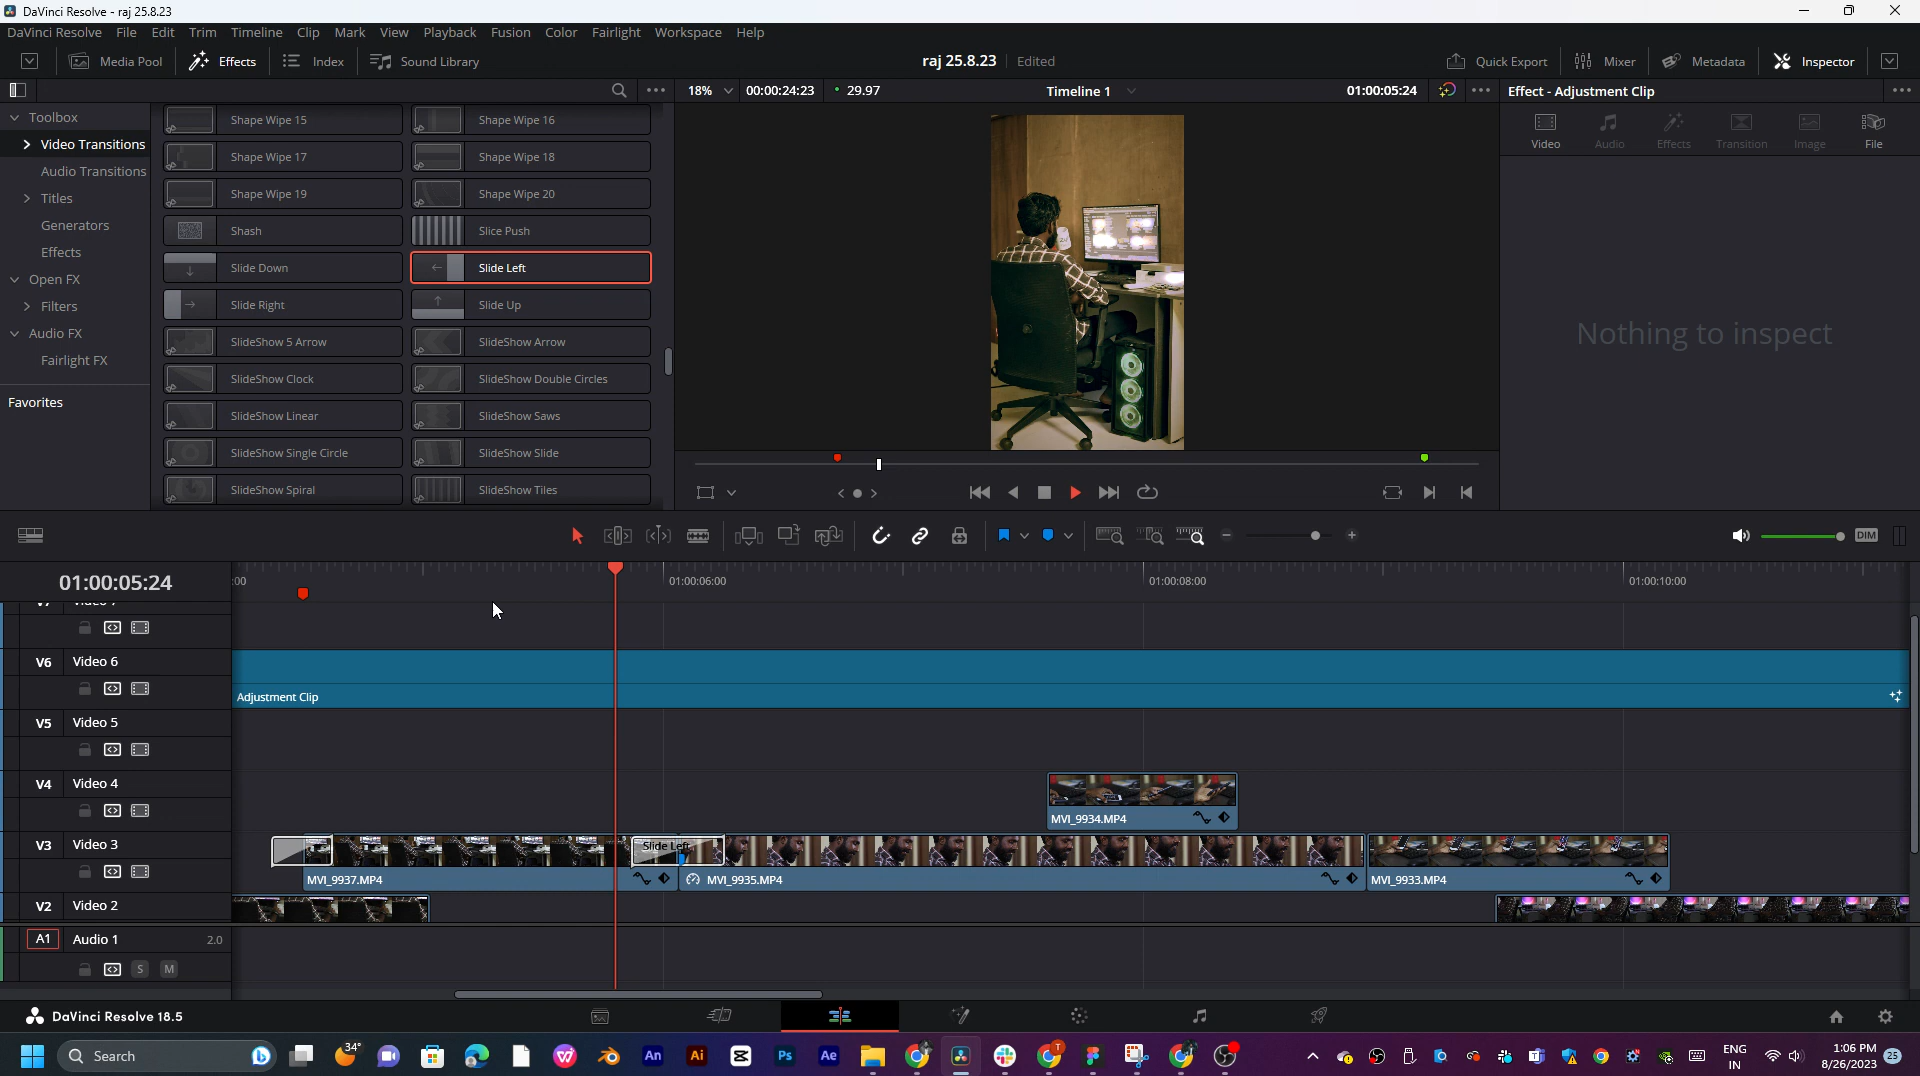 DaVinci Resolve - raj 25.8.23
DaVinci Resolve File Edit Trim Timeline Clip Mark View Playback Fusion Color Fairlight Workspace Help
Media Pool Effects Index Sound Library raj 25.8.23 Edited Quick Export Mixer Metadata Inspector
18% 00:00:24:23 29.97 Timeline 1 01:00:05:24 Effect - Adjustment Clip
Toolbox
Video Transitions
Audio Transitions
Titles
Generators
Effects
Open FX
Filters
Audio FX
Fairlight FX
Favorites
Shape Wipe 15 Shape Wipe 16
Shape Wipe 17 Shape Wipe 18
Shape Wipe 19 Shape Wipe 20
Shash Slice Push
Slide Down Slide Left
Slide Right Slide Up
SlideShow 5 Arrow SlideShow Arrow
SlideShow Clock SlideShow Double Circles
SlideShow Linear SlideShow Saws
SlideShow Single Circle SlideShow Slide
SlideShow Spiral SlideShow Tiles
Video Audio Effects Transition Image File
Nothing to inspect
DIM
01:00:05:24 :00 01:00:06:00 01:00:08:00 01:00:10:00
V7 Video 7
V6 Video 6
Adjustment Clip
V5 Video 5
V4 Video 4
MVI_9934.MP4
V3 Video 3
Slide Left
MVI_9937.MP4 MVI_9935.MP4 MVI_9933.MP4
V2 Video 2
A1 Audio 1 2.0
S M
DaVinci Resolve 18.5
Search 34° An Ai Ps Ae T ENG
IN
1:06 PM
8/26/2023 25